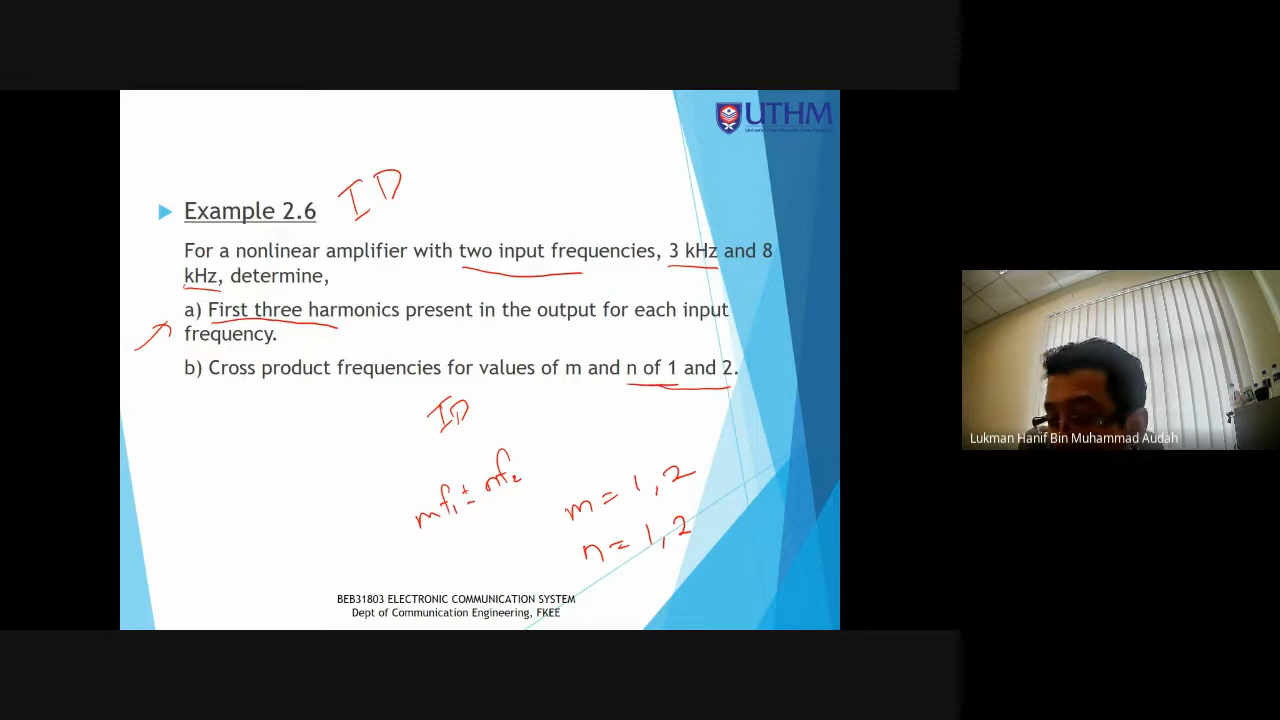 UTHM
Example 2.6
ID
For a nonlinear amplifier with two input frequencies, 3 kHz and 8
kHz, determine,
a) First three harmonics present in the output for each input
frequency.
b) Cross product frequencies for values of m and n of 1 and 2.
ID
mf₁ ± nf₂
m = 1, 2
n = 1, 2
BEB31803 ELECTRONIC COMMUNICATION SYSTEM
Dept of Communication Engineering, FKEE
Lukman Hanif Bin Muhammad Audah